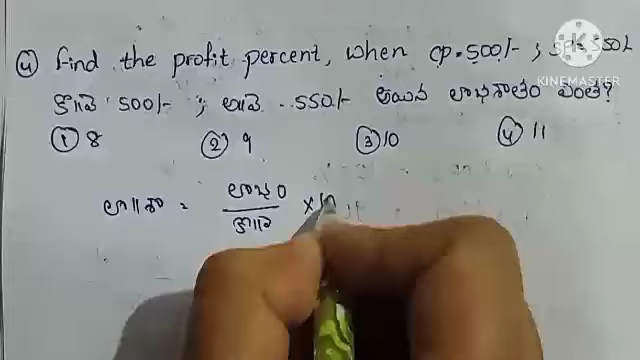 ④ Find the profit percent, when cp.500/- ; SP= 550/-
కొ॥వె 500/- ; అ॥వె . 550/- అయిన లాభశాతం ఎంత?
① 8 ② 9 ③ 10 ④ 11
లా॥శా = లాభం / కొ॥వె ×10
K
KINEMASTER